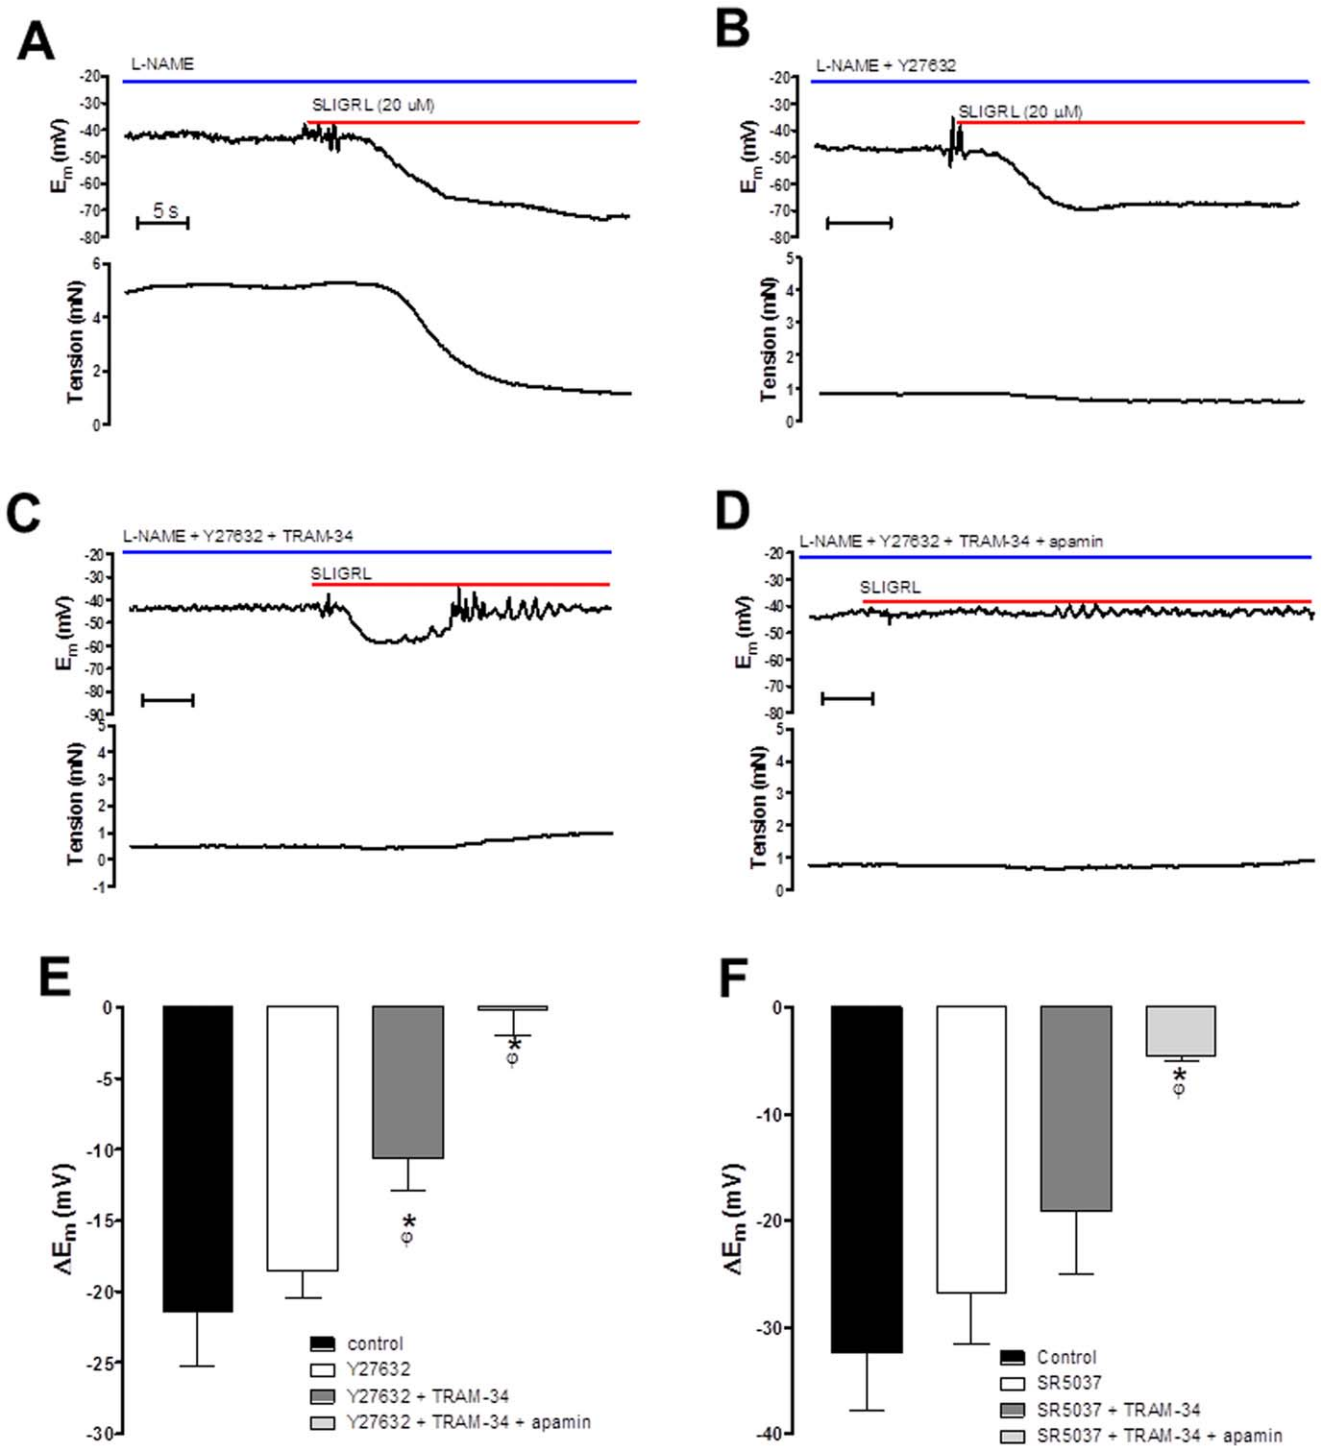 A
L-NAME
SLIGRL (20 uM)
-20
-30
-40
-50
-60
-70
-80
Em (mV)
5 s
6
4
2
0
Tension (mN)
B
L-NAME + Y27632
SLIGRL (20 µM)
-20
-30
-40
-50
-60
-70
-80
Em (mV)
5
4
3
2
1
0
Tension (mN)
C
L-NAME + Y27632 + TRAM-34
SLIGRL
-20
-30
-40
-50
-60
-70
-80
-90
Em (mV)
5
4
3
2
1
0
-1
Tension (mN)
D
L-NAME + Y27632 + TRAM-34 + apamin
SLIGRL
-20
-30
-40
-50
-60
-70
-80
Em (mV)
5
4
3
2
1
0
Tension (mN)
E
0
-5
-10
-15
-20
-25
-30
ΔEm (mV)
*
φ
*
φ
control
Y27632
Y27632 + TRAM-34
Y27632 + TRAM-34 + apamin
F
0
-10
-20
-30
-40
ΔEm (mV)
*
φ
Control
SR5037
SR5037 + TRAM-34
SR5037 + TRAM-34 + apamin